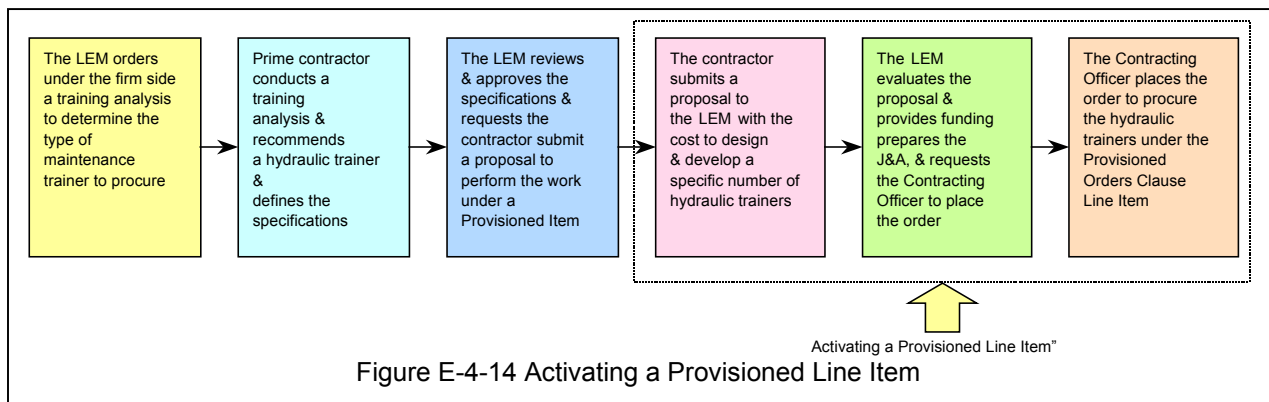 The LEM orders
under the firm side
a training analysis
to determine the
type of
maintenance
trainer to procure
Prime contractor
conducts a
training
analysis &
recommends
a hydraulic trainer
&
defines the
specifications
The LEM reviews
& approves the
specifications &
requests the
contractor submit
a proposal to
perform the work
under a
Provisioned Item
The contractor
submits a
proposal to
the LEM with the
cost to design
& develop a
specific number of
hydraulic trainers
The LEM
evaluates the
proposal &
provides funding
prepares the
J&A, & requests
the Contracting
Officer to place
the order
The Contracting
Officer places the
order to procure
the hydraulic
trainers under the
Provisioned
Orders Clause
Line Item
Activating a Provisioned Line Item”
Figure E-4-14 Activating a Provisioned Line Item